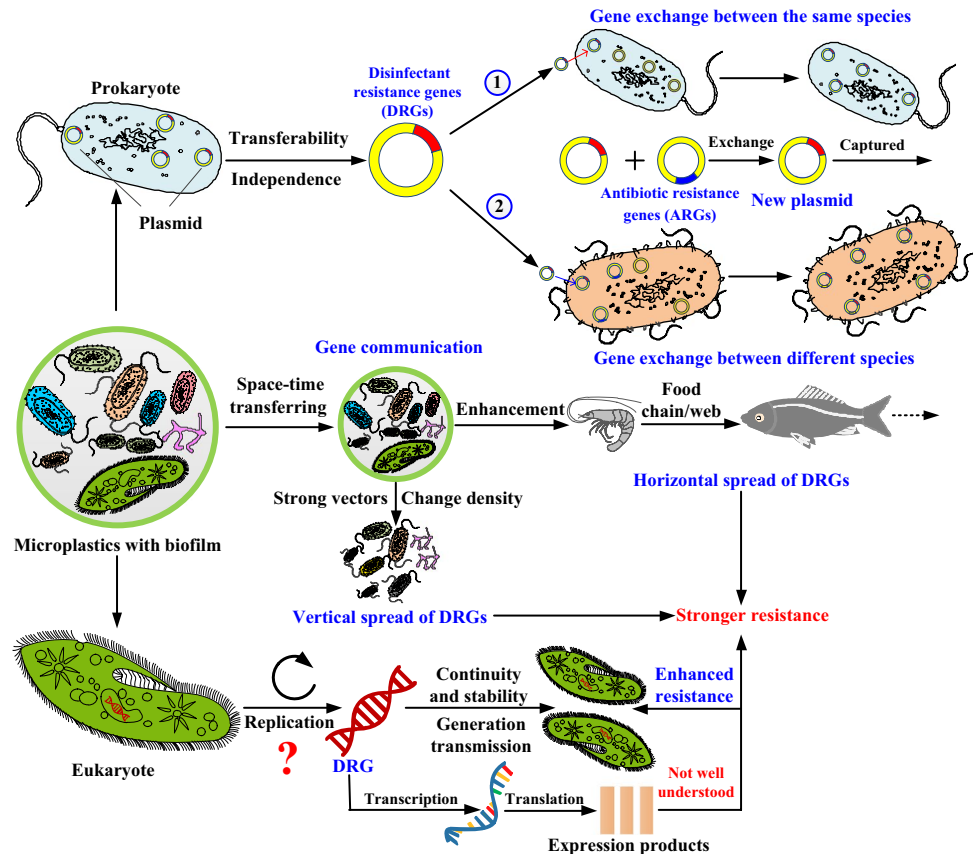 Gene exchange between the same species
Prokaryote
Disinfectant
resistance genes
(DRGs)
1
Transferability
Independence
Plasmid
Exchange
Captured
Antibiotic resistance
genes (ARGs)
New plasmid
2
Gene exchange between different species
Gene communication
Space-time
transferring
Enhancement
Food
chain/web
Strong vectors
Change density
Horizontal spread of DRGs
Microplastics with biofilm
Vertical spread of DRGs
Stronger resistance
Continuity
and stability
Enhanced
resistance
Replication
?
Generation
transmission
DRG
Eukaryote
Transcription
Translation
Not well
understood
Expression products